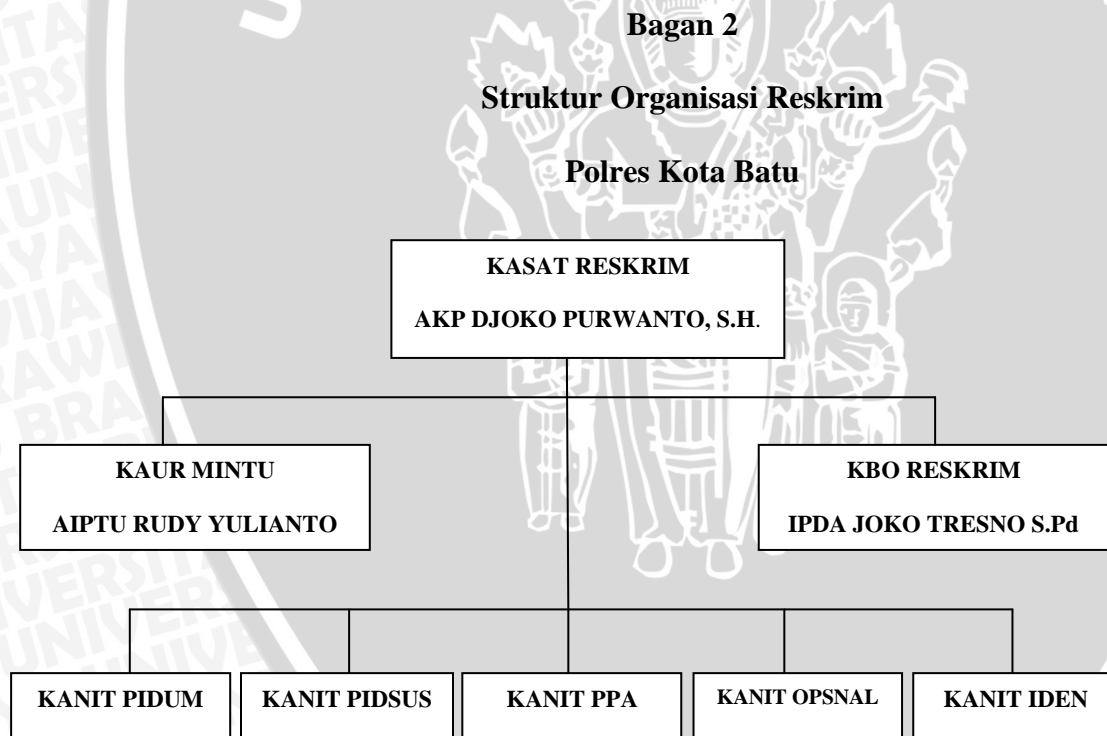 Bagan 2
Struktur Organisasi Reskrim
Polres Kota Batu
KASAT RESKRIM
AKP DJOKO PURWANTO, S.H.
KAUR MINTU
AIPTU RUDY YULIANTO
KBO RESKRIM
IPDA JOKO TRESNO S.Pd
KANIT PIDUM
KANIT PIDSUS
KANIT PPA
KANIT OPSNAL
KANIT IDEN